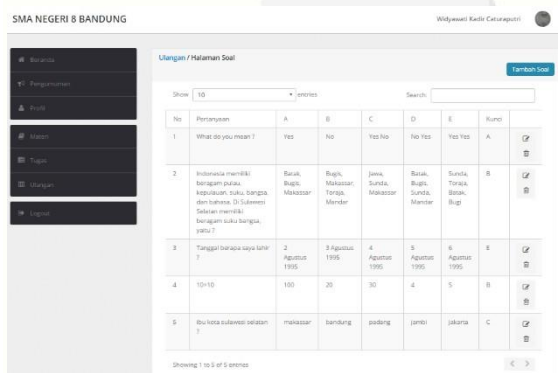 SMA NEGERI 8 BANDUNG
Widyawati Kadir Caturaputri
Beranda
Pengumuman
Profil
Materi
Tugas
Ulangan
Logout
Ulangan / Halaman Soal
Tambah Soal
Show 10 entries Search:
No Pertanyaan A B C D E Kunci
1 What do you mean ? Yes No Yes No No Yes Yes Yes A
2 Indonesia memiliki beragam pulau, kepulauan, suku, bangsa, dan bahasa. Di Sulawesi Selatan memiliki beragam suku bangsa, yaitu ? Batak, Bugis, Makassar Bugis, Makassar, Toraja, Mandar Jawa, Sunda, Makassar Batak, Bugis, Sunda, Mandar Sunda, Toraja, Batak, Bugi B
3 Tanggal berapa saya lahir ? 2 Agustus 1995 3 Agustus 1995 4 Agustus 1995 5 Agustus 1995 6 Agustus 1995 E
4 10+10 100 20 30 4 5 B
5 Ibu kota sulawesi selatan ? makassar bandung padang jambi jakarta C
Showing 1 to 5 of 5 entries